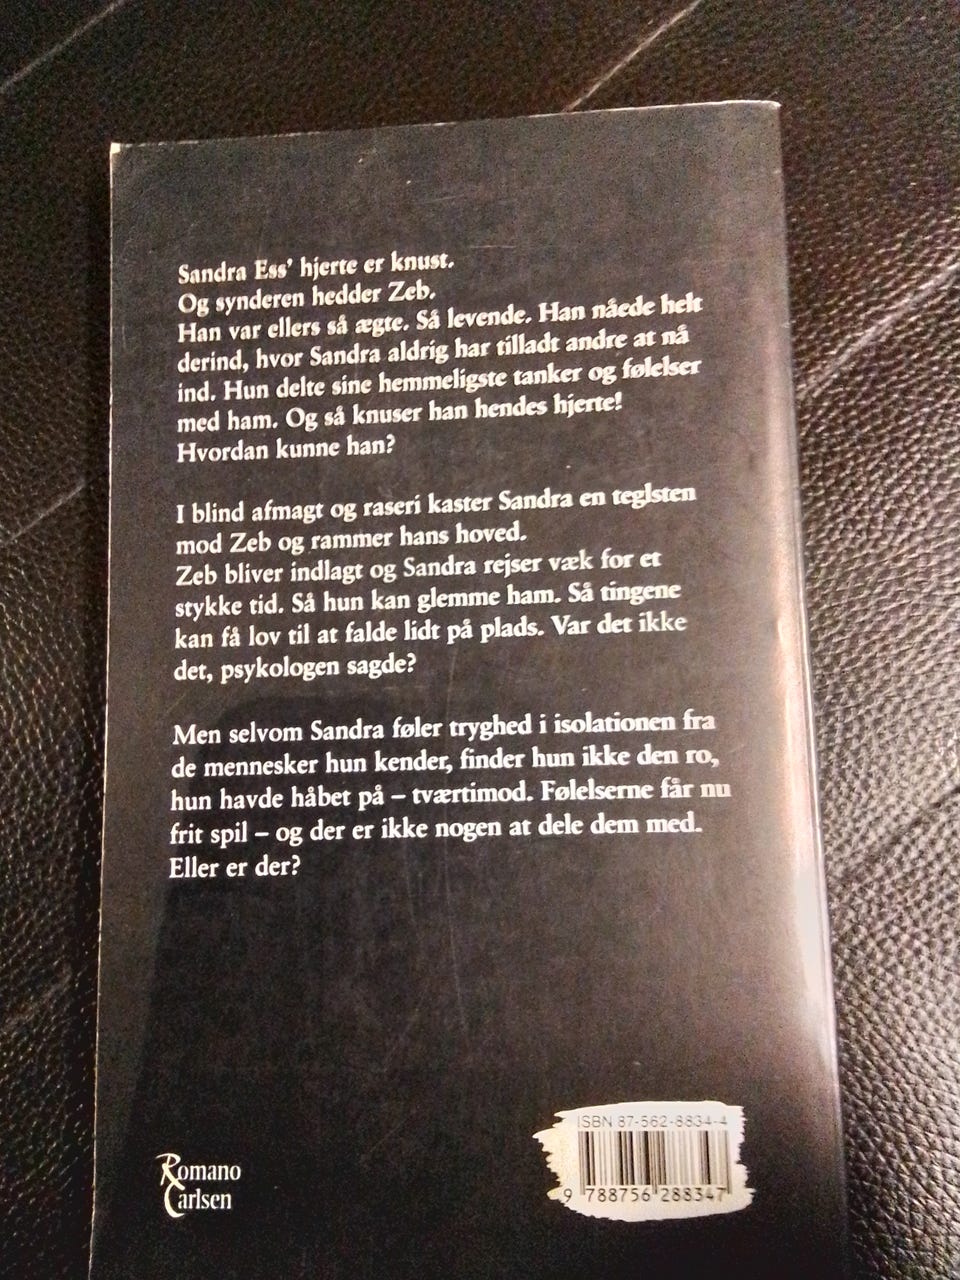 Sandra Ess' hjerte er knust.
Og synderen hedder Zeb.
Han var ellers så ægte. Så levende. Han nåede helt
derind, hvor Sandra aldrig har tilladt andre at nå
ind. Hun delte sine hemmeligste tanker og følelser
med ham. Og så knuser han hendes hjerte!
Hvordan kunne han?
I blind afmagt og raseri kaster Sandra en teglsten
mod Zeb og rammer hans hoved.
Zeb bliver indlagt og Sandra rejser væk for et
stykke tid. Så hun kan glemme ham. Så tingene
kan få lov til at falde lidt på plads. Var det ikke
det, psykologen sagde?
Men selvom Sandra føler tryghed i isolationen fra
de mennesker hun kender, finder hun ikke den ro,
hun havde håbet på – tværtimod. Følelserne får nu
frit spil – og der er ikke nogen at dele dem med.
Eller er der?
Romano
Carlsen
ISBN 87-562-8834-4
9 788756 288347